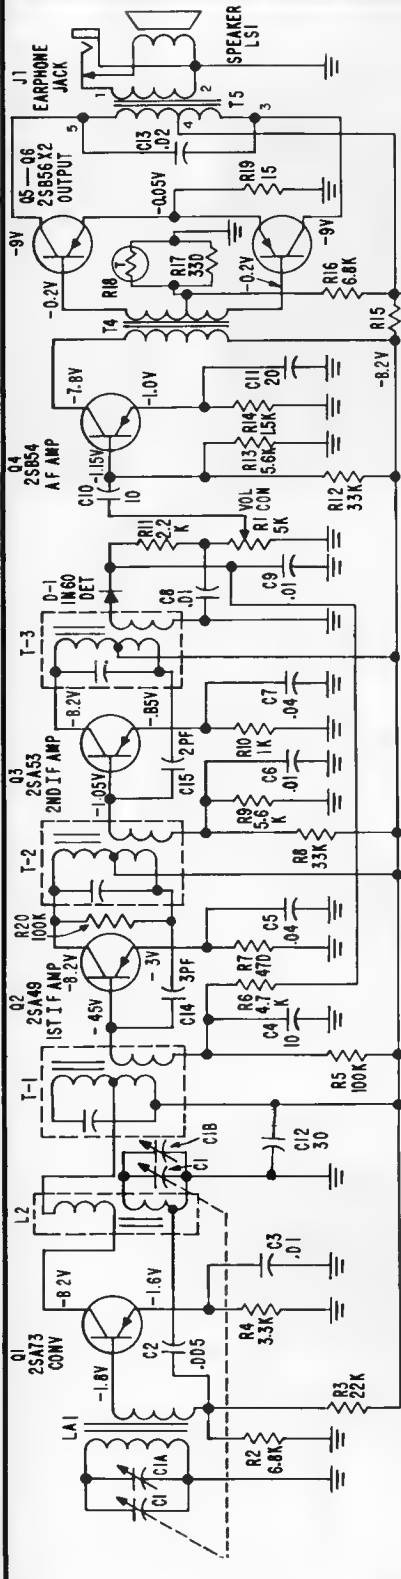 Q1
2SA73
CONV
LA1
-8.2V
-1.8V
-1.6V
C1
C1A
R2
6.8K
C2
.005
R4
3.3K
C3
.01
R3
22K
L2
T-1
C1B
C1
C12
30
Q2
2SA49
1ST IF AMP
R20
100K
-8.2V
-.45V
-.3V
C14
3PF
R5
100K
C4
10
R6
4.7
K
R7
470
C5
.04
T-2
Q3
2SA53
2ND IF AMP
-8.2V
-1.05V
-.85V
C15
2PF
R8
33K
R9
5.6
K
C6
.01
R10
1K
C7
.04
T-3
D-1
1N60
DET
R11
2.2
K
C8
.01
C9
.01
VOL
CON
R1
5K
C10
10
Q4
2SB54
AF AMP
-7.8V
-1.15V
-1.0V
R12
33K
R13
5.6K
R14
1.5K
C11
20
T4
Q5—Q6
2SB56X2
OUTPUT
-9V
-0.2V
R18
T
R17
330
-0.05V
-0.2V
-9V
R19
15
R16
6.8K
R15
-8.2V
C13
.02
5
4
3
T5
1
2
J1
EARPHONE
JACK
SPEAKER
LS1